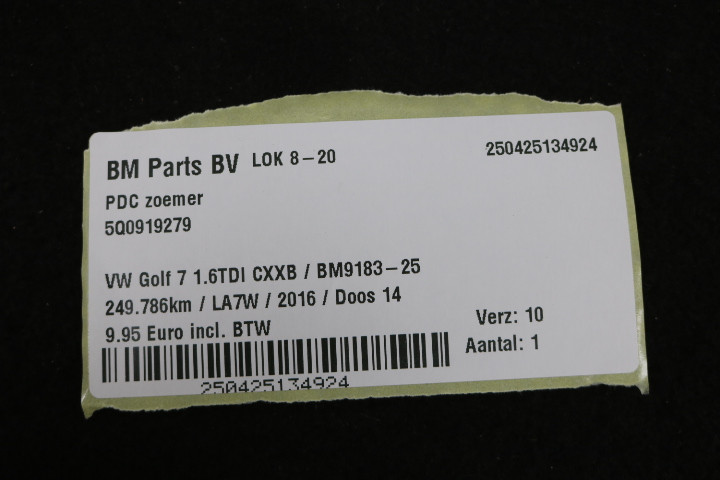 BM Parts BV LOK 8-20 250425134924
PDC zoemer
5Q0919279
VW Golf 7 1.6TDI CXXB / BM9183-25
249.786km / LA7W / 2016 / Doos 14
9.95 Euro incl. BTW
Verz: 10
Aantal: 1
250425134924